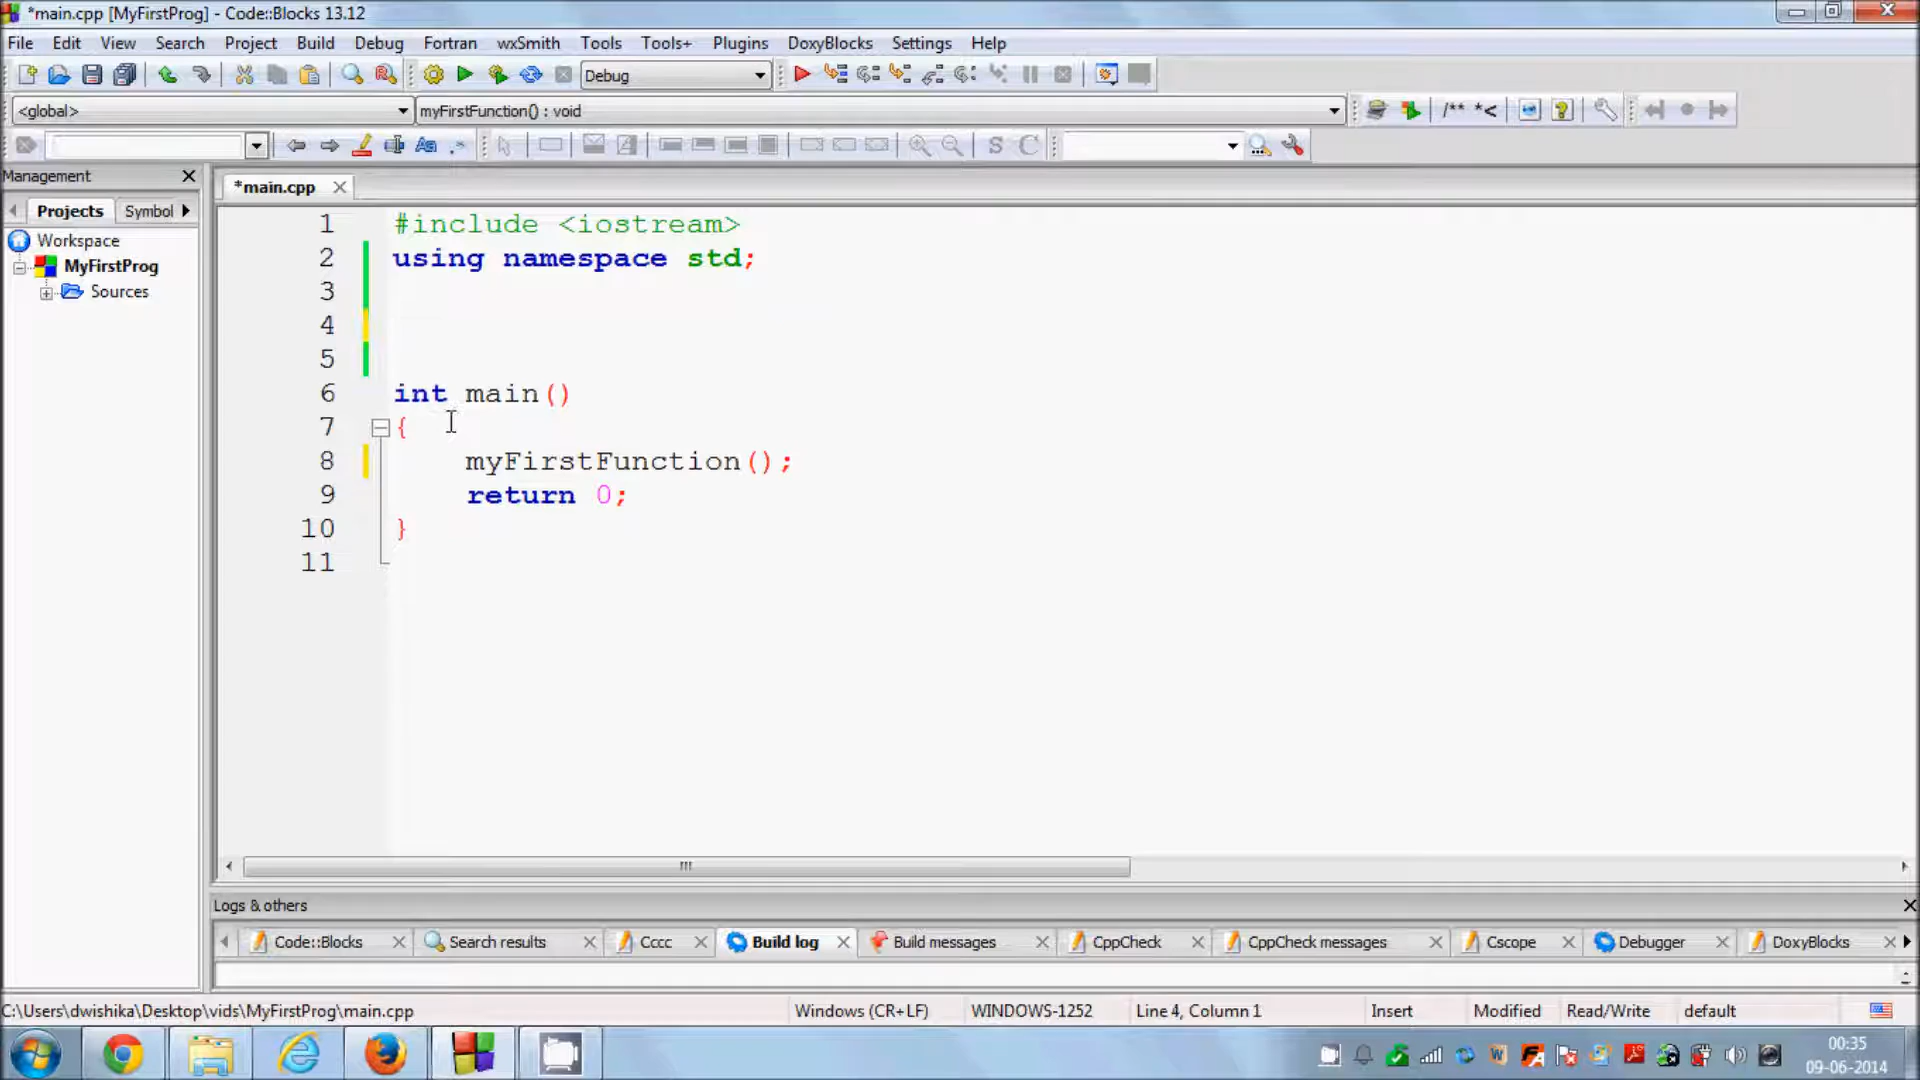 *main.cpp [MyFirstProg] - Code::Blocks 13.12
File Edit View Search Project Build Debug Fortran wxSmith Tools Tools+ Plugins DoxyBlocks Settings Help
Debug
<global> myFirstFunction() : void
/** *<
S C
Management
*main.cpp
Projects Symbol
Workspace
MyFirstProg
Sources
1 #include <iostream>
2 using namespace std;
3
4
5
6 int main()
7 {
8 myFirstFunction();
9 return 0;
10 }
11
Logs & others
Code::Blocks Search results Cccc Build log Build messages CppCheck CppCheck messages Cscope Debugger DoxyBlocks
C:\Users\dwishika\Desktop\vids\MyFirstProg\main.cpp Windows (CR+LF) WINDOWS-1252 Line 4, Column 1 Insert Modified Read/Write default
00:35
09-06-2014